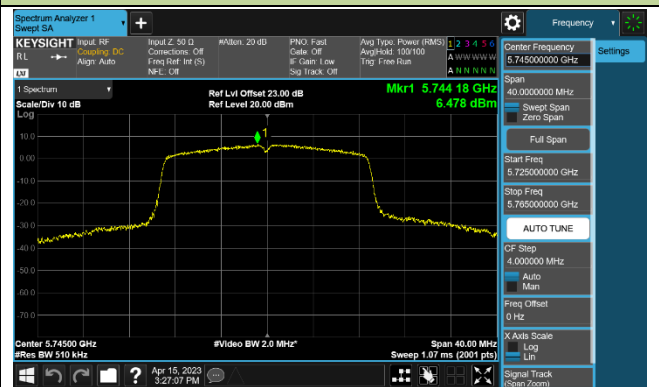 Spectrum Analyzer 1
Swept SA
Frequency
KEYSIGHT
RL
LXI
Input: RF
Coupling: DC
Align: Auto
Input Z: 50 Ω
Corrections: Off
Freq Ref: Int (S)
NFE: Off
#Atten: 20 dB
PNO: Fast
Gate: Off
IF Gain: Low
Sig Track: Off
Avg Type: Power (RMS)
Avg|Hold: 100/100
Trig: Free Run
1 2 3 4 5 6
A W W W W W
A N N N N N
1 Spectrum
Scale/Div 10 dB
Log
Ref Lvl Offset 23.00 dB
Ref Level 20.00 dBm
Mkr1 5.744 18 GHz
6.478 dBm
1
10.0
0.00
-10.0
-20.0
-30.0
-40.0
-50.0
-60.0
-70.0
Center 5.74500 GHz
#Res BW 510 kHz
#Video BW 2.0 MHz*
Span 40.00 MHz
Sweep 1.07 ms (2001 pts)
Center Frequency
5.745000000 GHz
Settings
Span
40.0000000 MHz
Swept Span
Zero Span
Full Span
Start Freq
5.725000000 GHz
Stop Freq
5.765000000 GHz
AUTO TUNE
CF Step
4.000000 MHz
Auto
Man
Freq Offset
0 Hz
X Axis Scale
Log
Lin
Signal Track
(Span Zoom)
?
Apr 15, 2023
3:27:07 PM